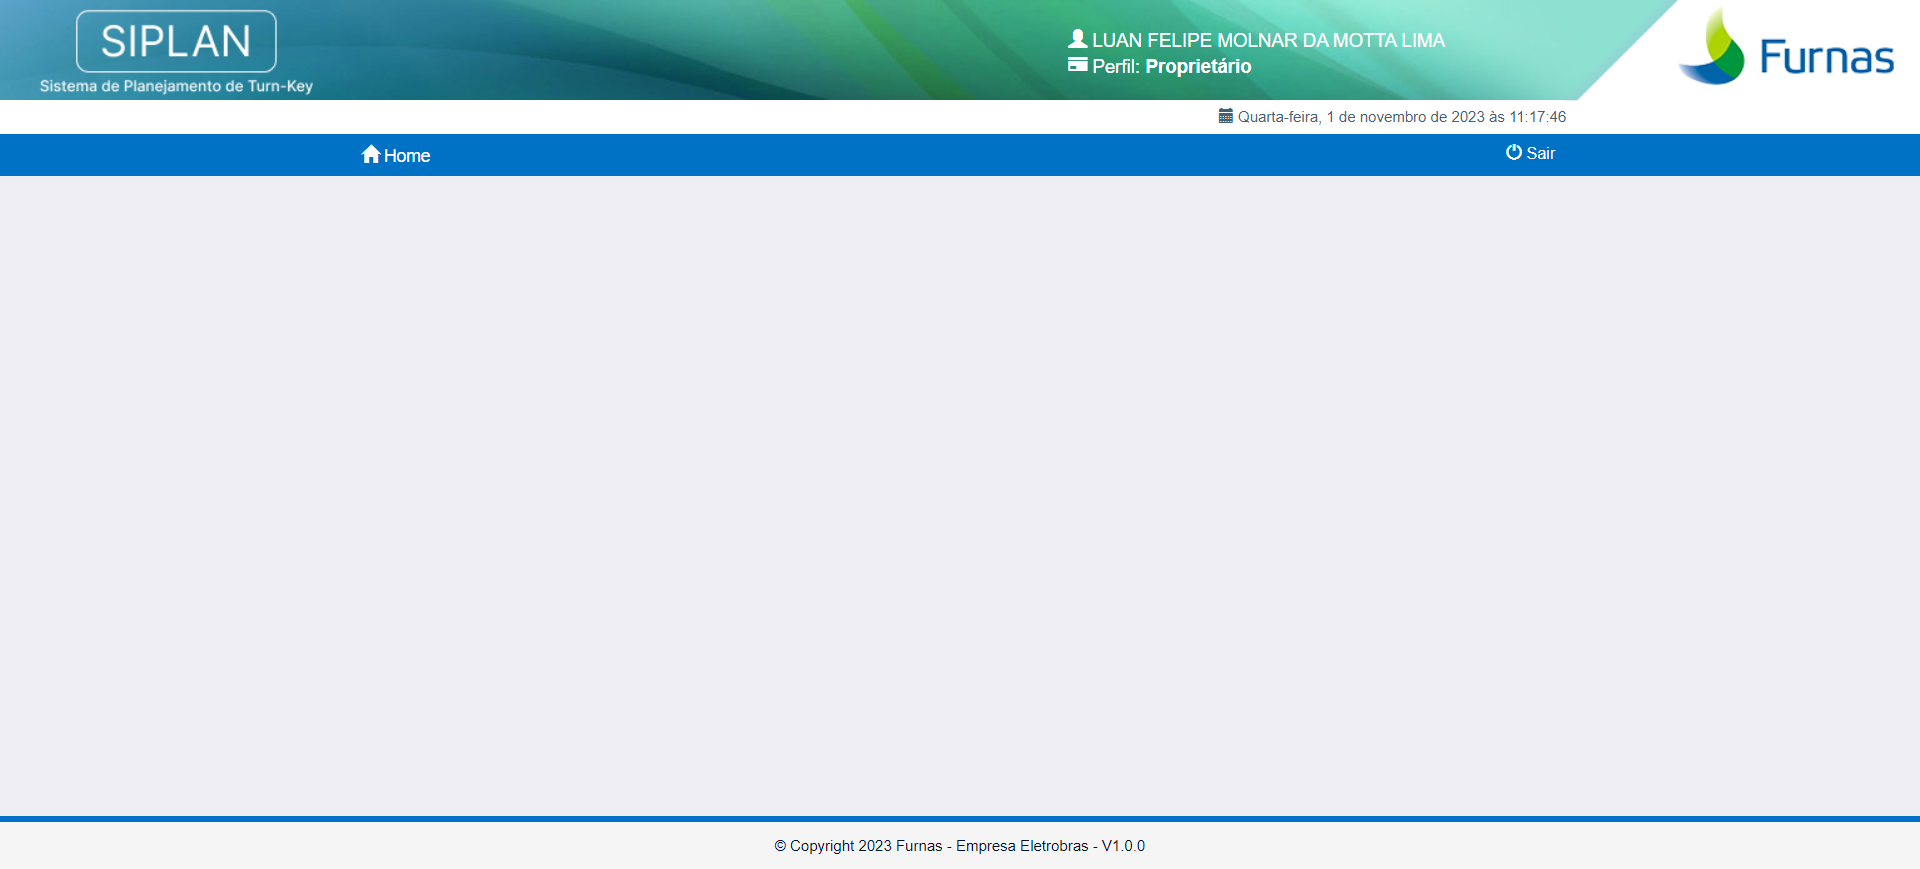 SIPLAN
Sistema de Planejamento de Turn-Key
LUAN FELIPE MOLNAR DA MOTTA LIMA
Perfil: Proprietário
Furnas
Quarta-feira, 1 de novembro de 2023 às 11:17:46
Home
Sair
© Copyright 2023 Furnas - Empresa Eletrobras - V1.0.0